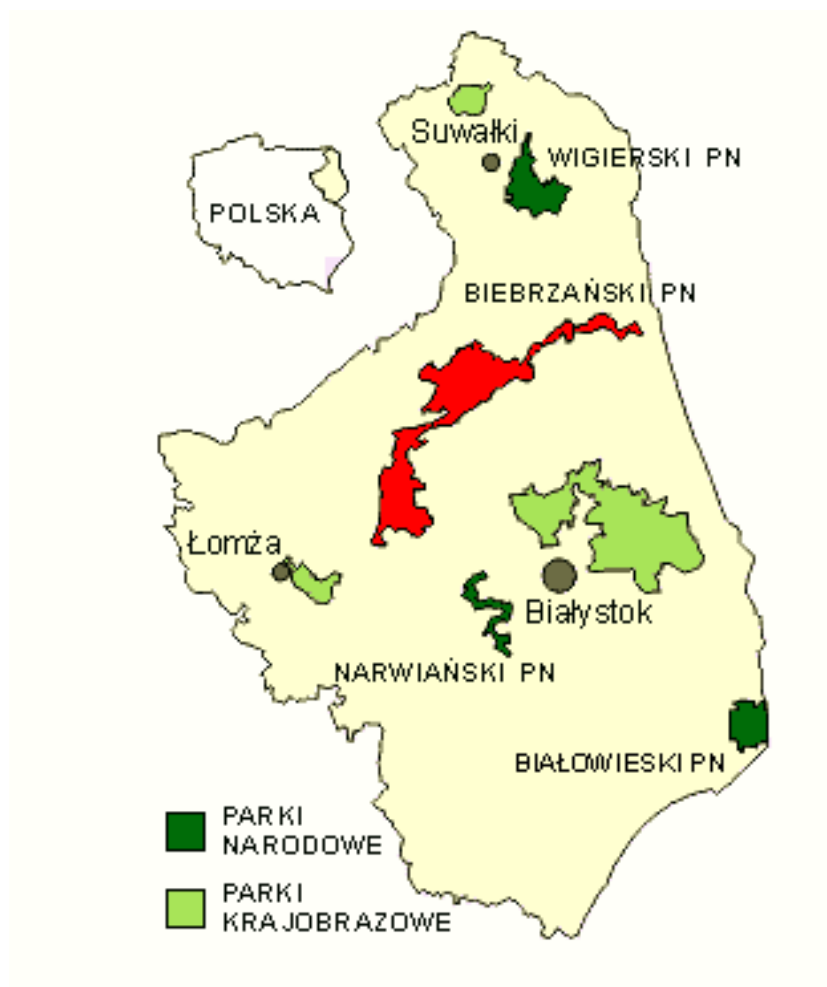 Suwałki
WIGIERSKI PN
POLSKA
BIEBRZAŃSKI PN
Łomża
Białystok
NARWIAŃSKI PN
BIAŁOWIESKI PN
PARKI
NARODOWE
PARKI
KRAJOBRAZOWE